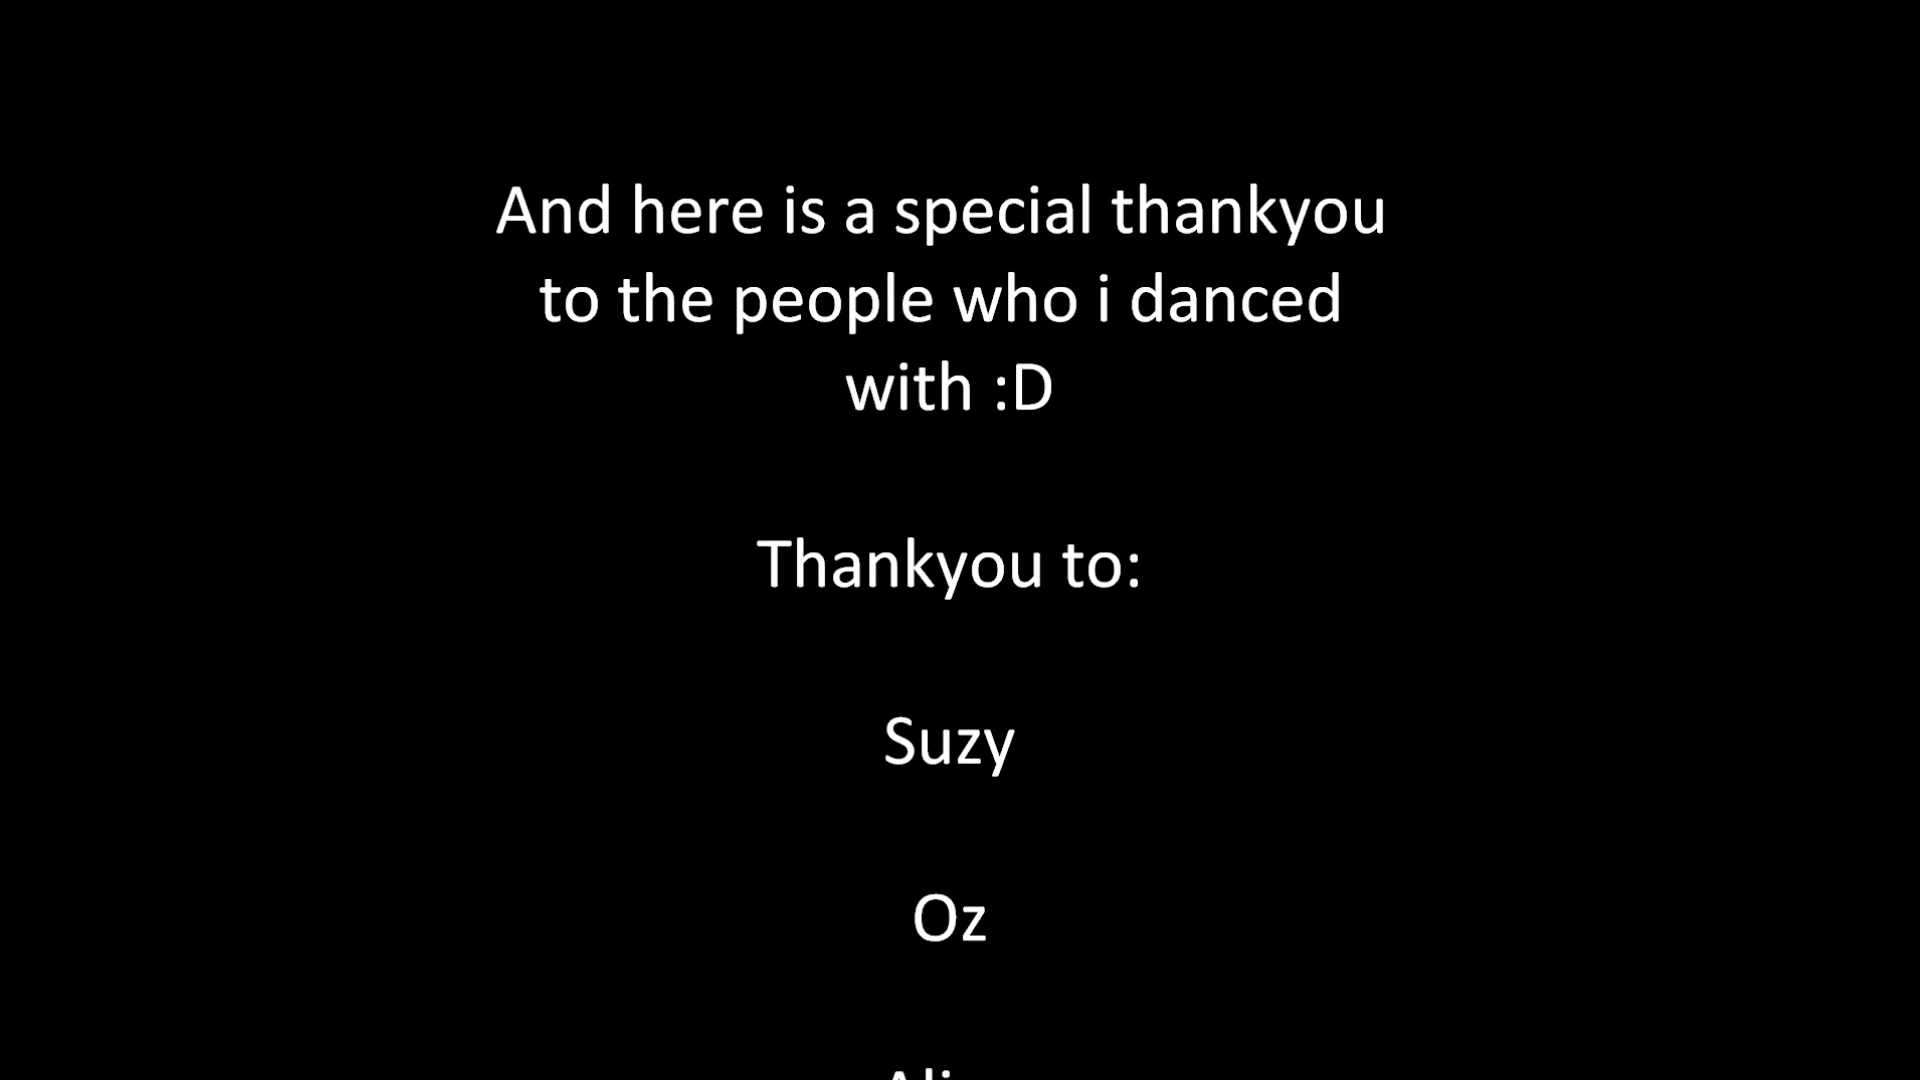 And here is a special thankyou
to the people who i danced
with :D
Thankyou to:
Suzy
Oz